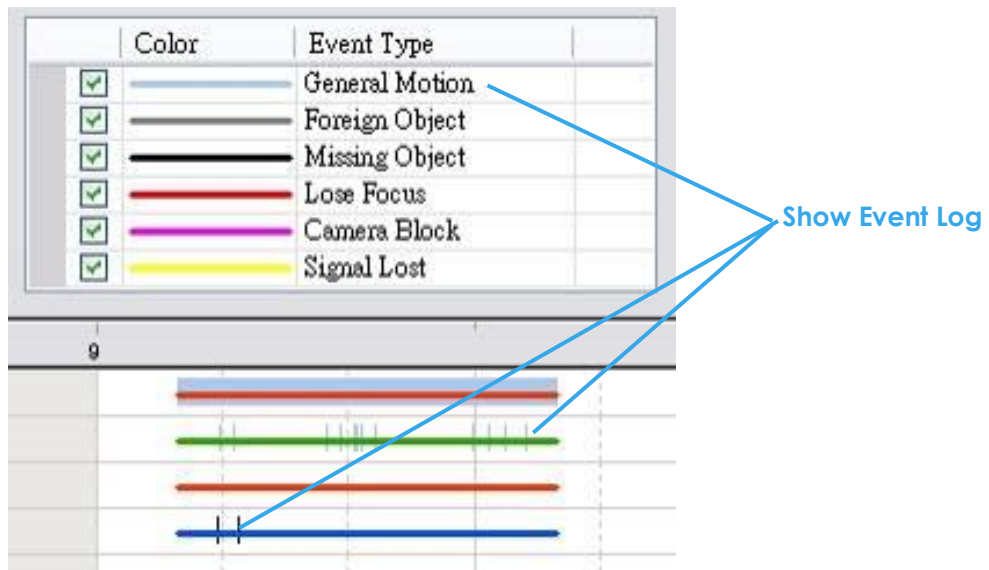 Color Event Type
General Motion
Foreign Object
Missing Object
Lose Focus
Camera Block
Signal Lost
Show Event Log
9